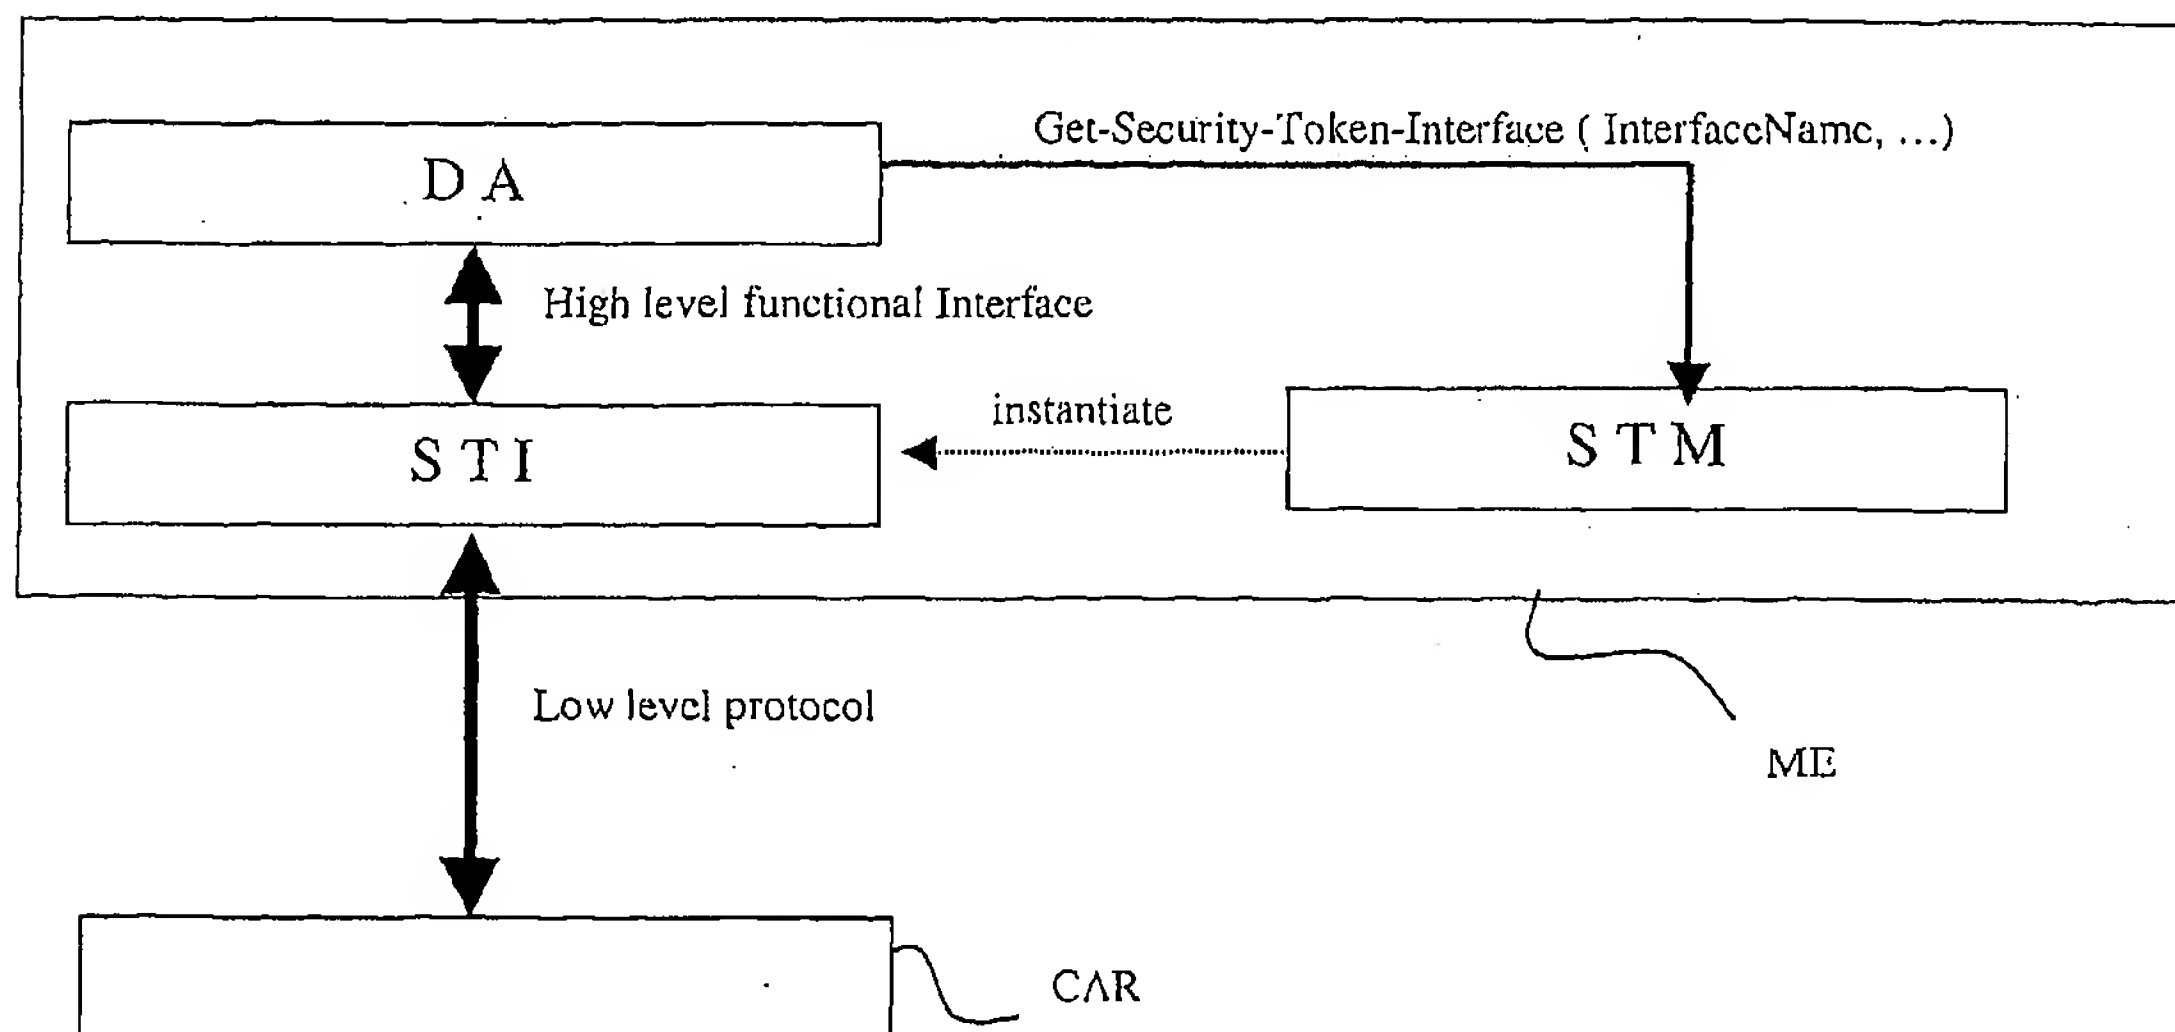 Get-Security-Token-Interface ( InterfaceName, ...)
D A
High level functional Interface
instantiate
S T I
S T M
Low level protocol
ME
CAR